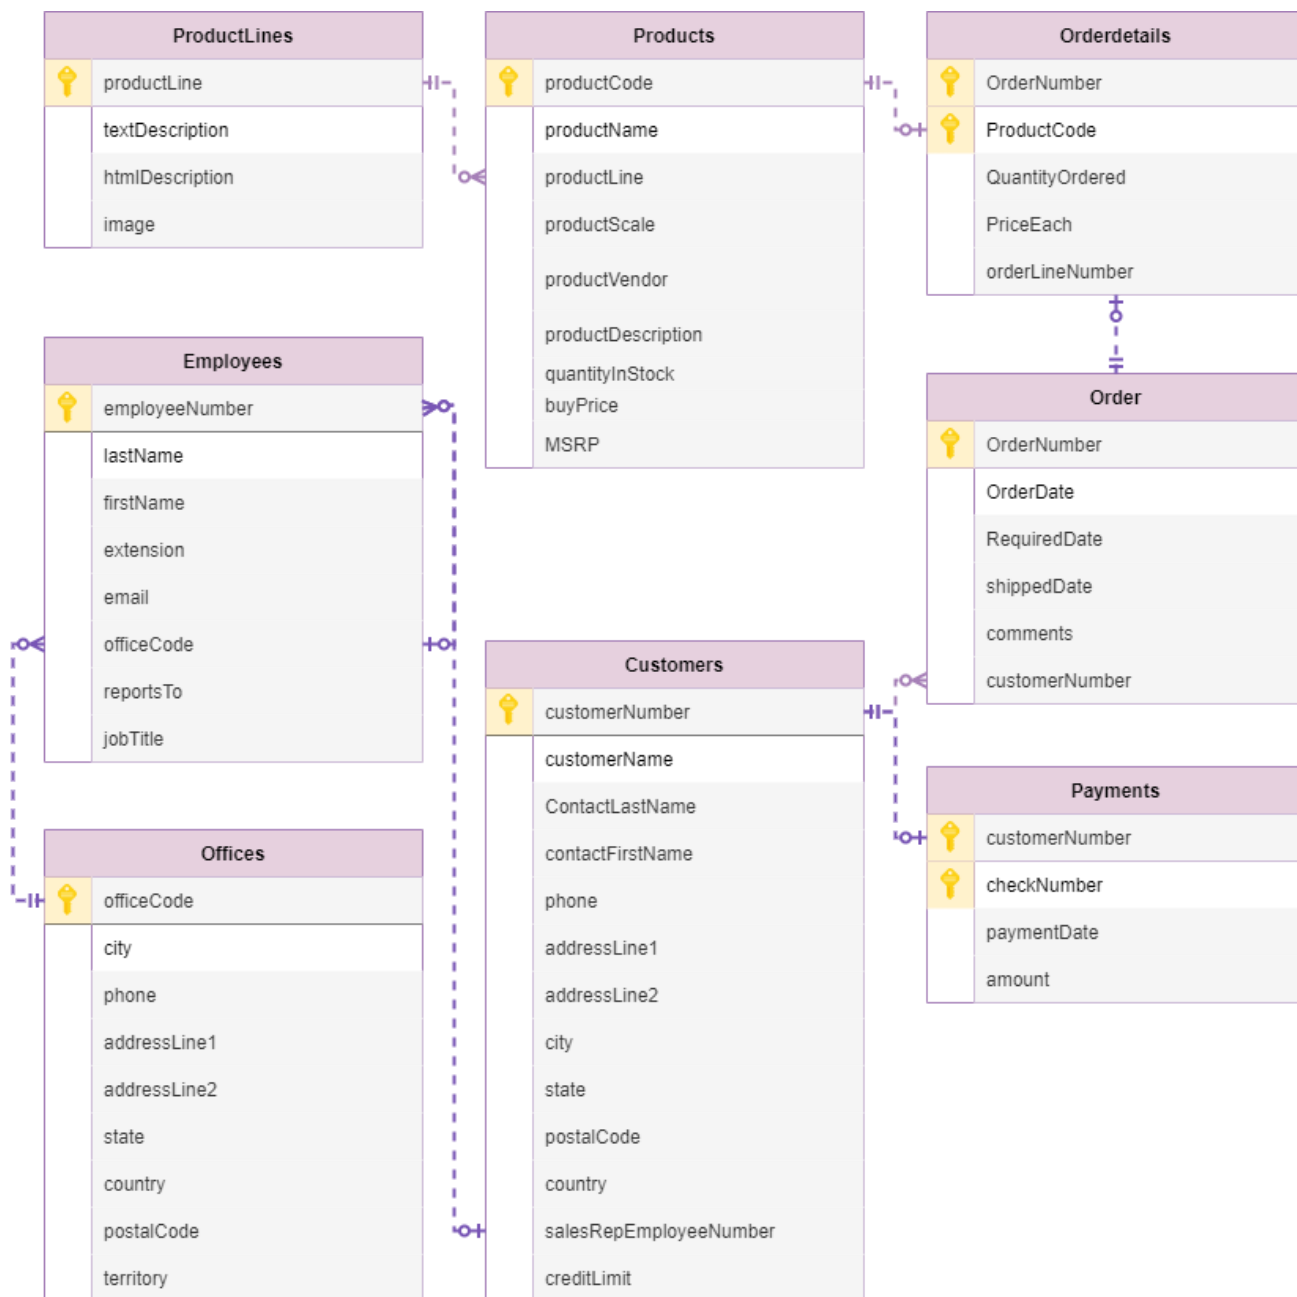 ProductLines
productLine
textDescription
htmlDescription
image
Products
productCode
productName
productLine
productScale
productVendor
productDescription
quantityInStock
buyPrice
MSRP
Orderdetails
OrderNumber
ProductCode
QuantityOrdered
PriceEach
orderLineNumber
Employees
employeeNumber
lastName
firstName
extension
email
officeCode
reportsTo
jobTitle
Order
OrderNumber
OrderDate
RequiredDate
shippedDate
comments
customerNumber
Customers
customerNumber
customerName
ContactLastName
contactFirstName
phone
addressLine1
addressLine2
city
state
postalCode
country
salesRepEmployeeNumber
creditLimit
Payments
customerNumber
checkNumber
paymentDate
amount
Offices
officeCode
city
phone
addressLine1
addressLine2
state
country
postalCode
territory